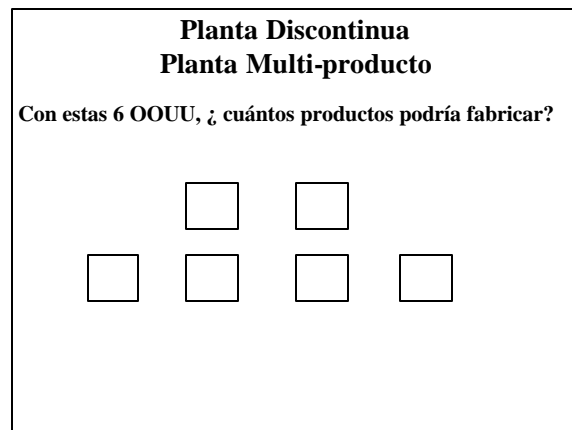 Planta Discontinua
Planta Multi-producto
Con estas 6 OOUU, ¿ cuántos productos podría fabricar?